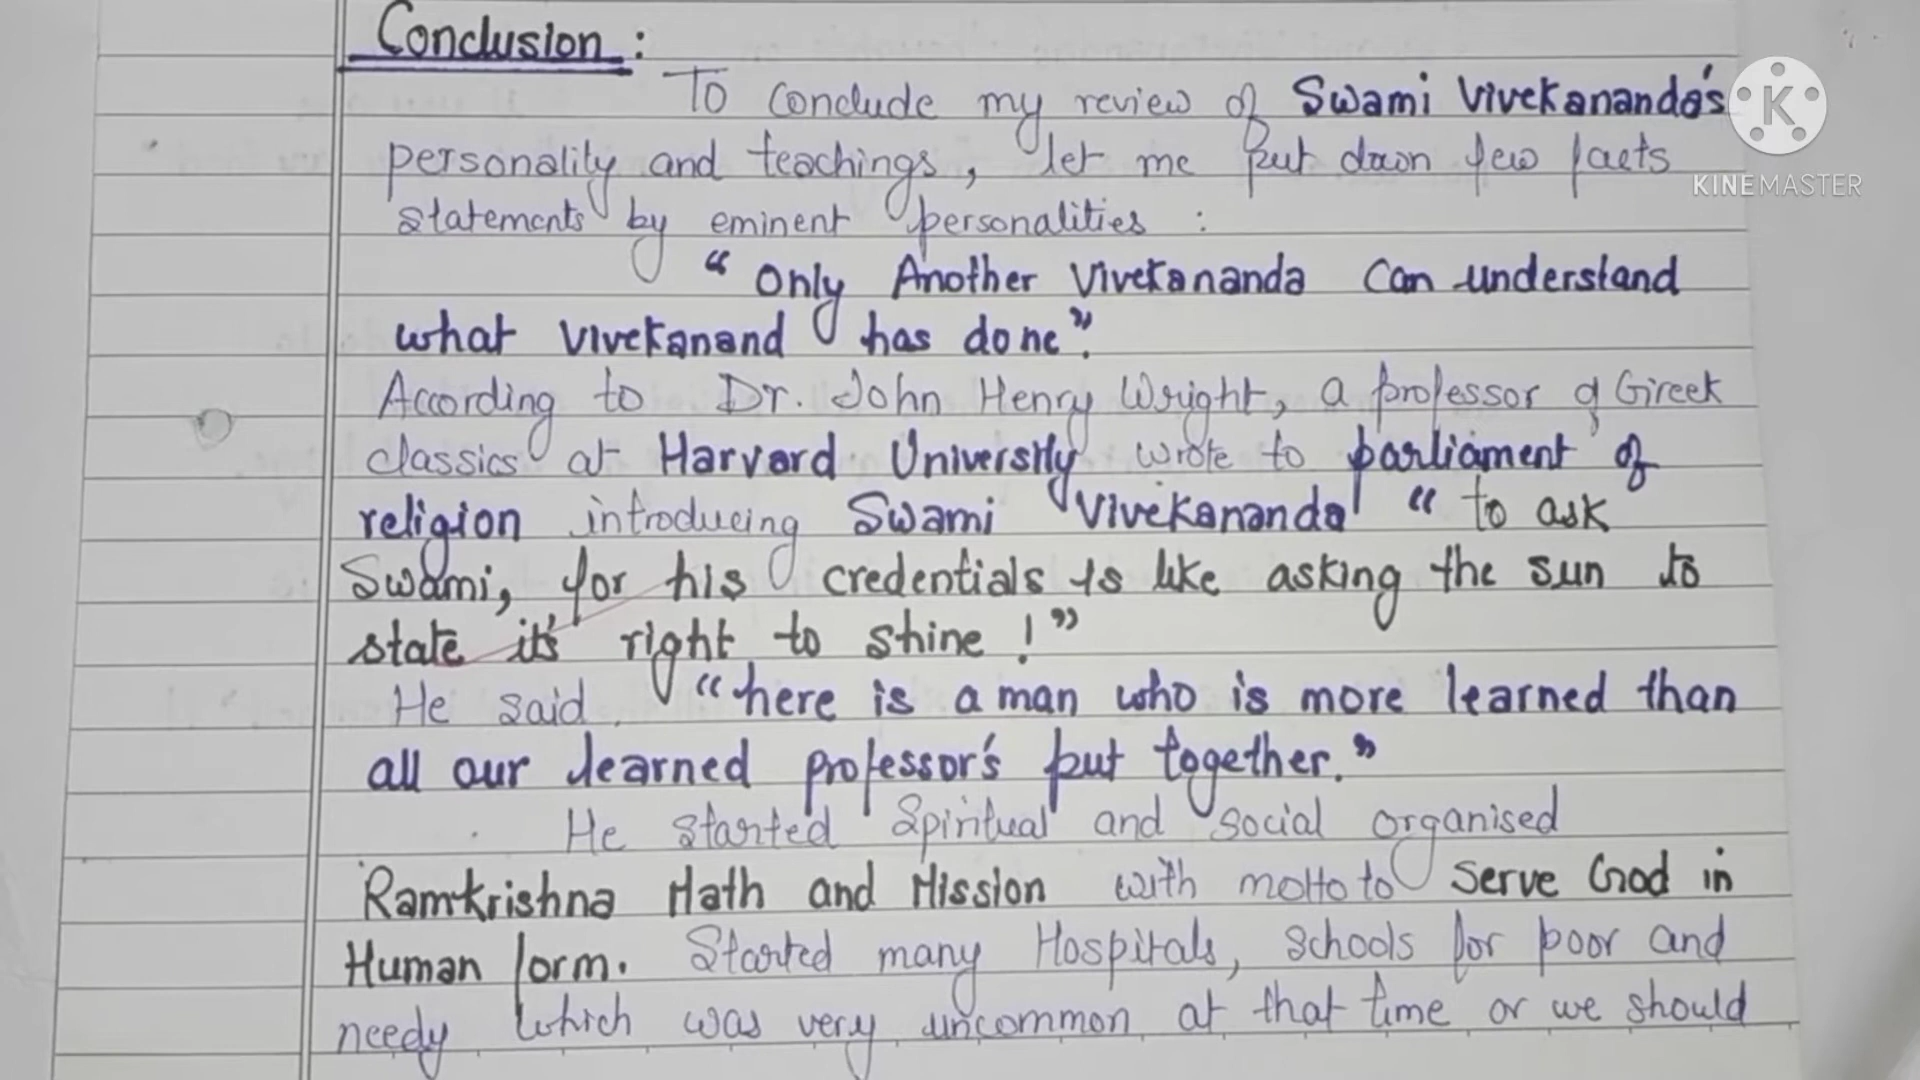 Conclusion :
To conclude my review of Swami Vivekananda's
personality and teachings, let me put down few facts
statements by eminent personalities :
"Only Another Vivekananda Can understand
what Vivekanand has done".
According to Dr. John Henry Wright, a professor of Greek
classics at Harvard University wrote to parliament of
religion introducing Swami Vivekananda "to ask
Swami, for his credentials is like asking the sun to
state it's right to shine !"
He said "here is a man who is more learned than
all our learned professor's put together."
He started Spiritual and social organised
Ramkrishna Math and Mission with motto to Serve God in
Human form. Started many Hospitals, schools for poor and
needy which was very uncommon at that time or we should
KINEMASTER